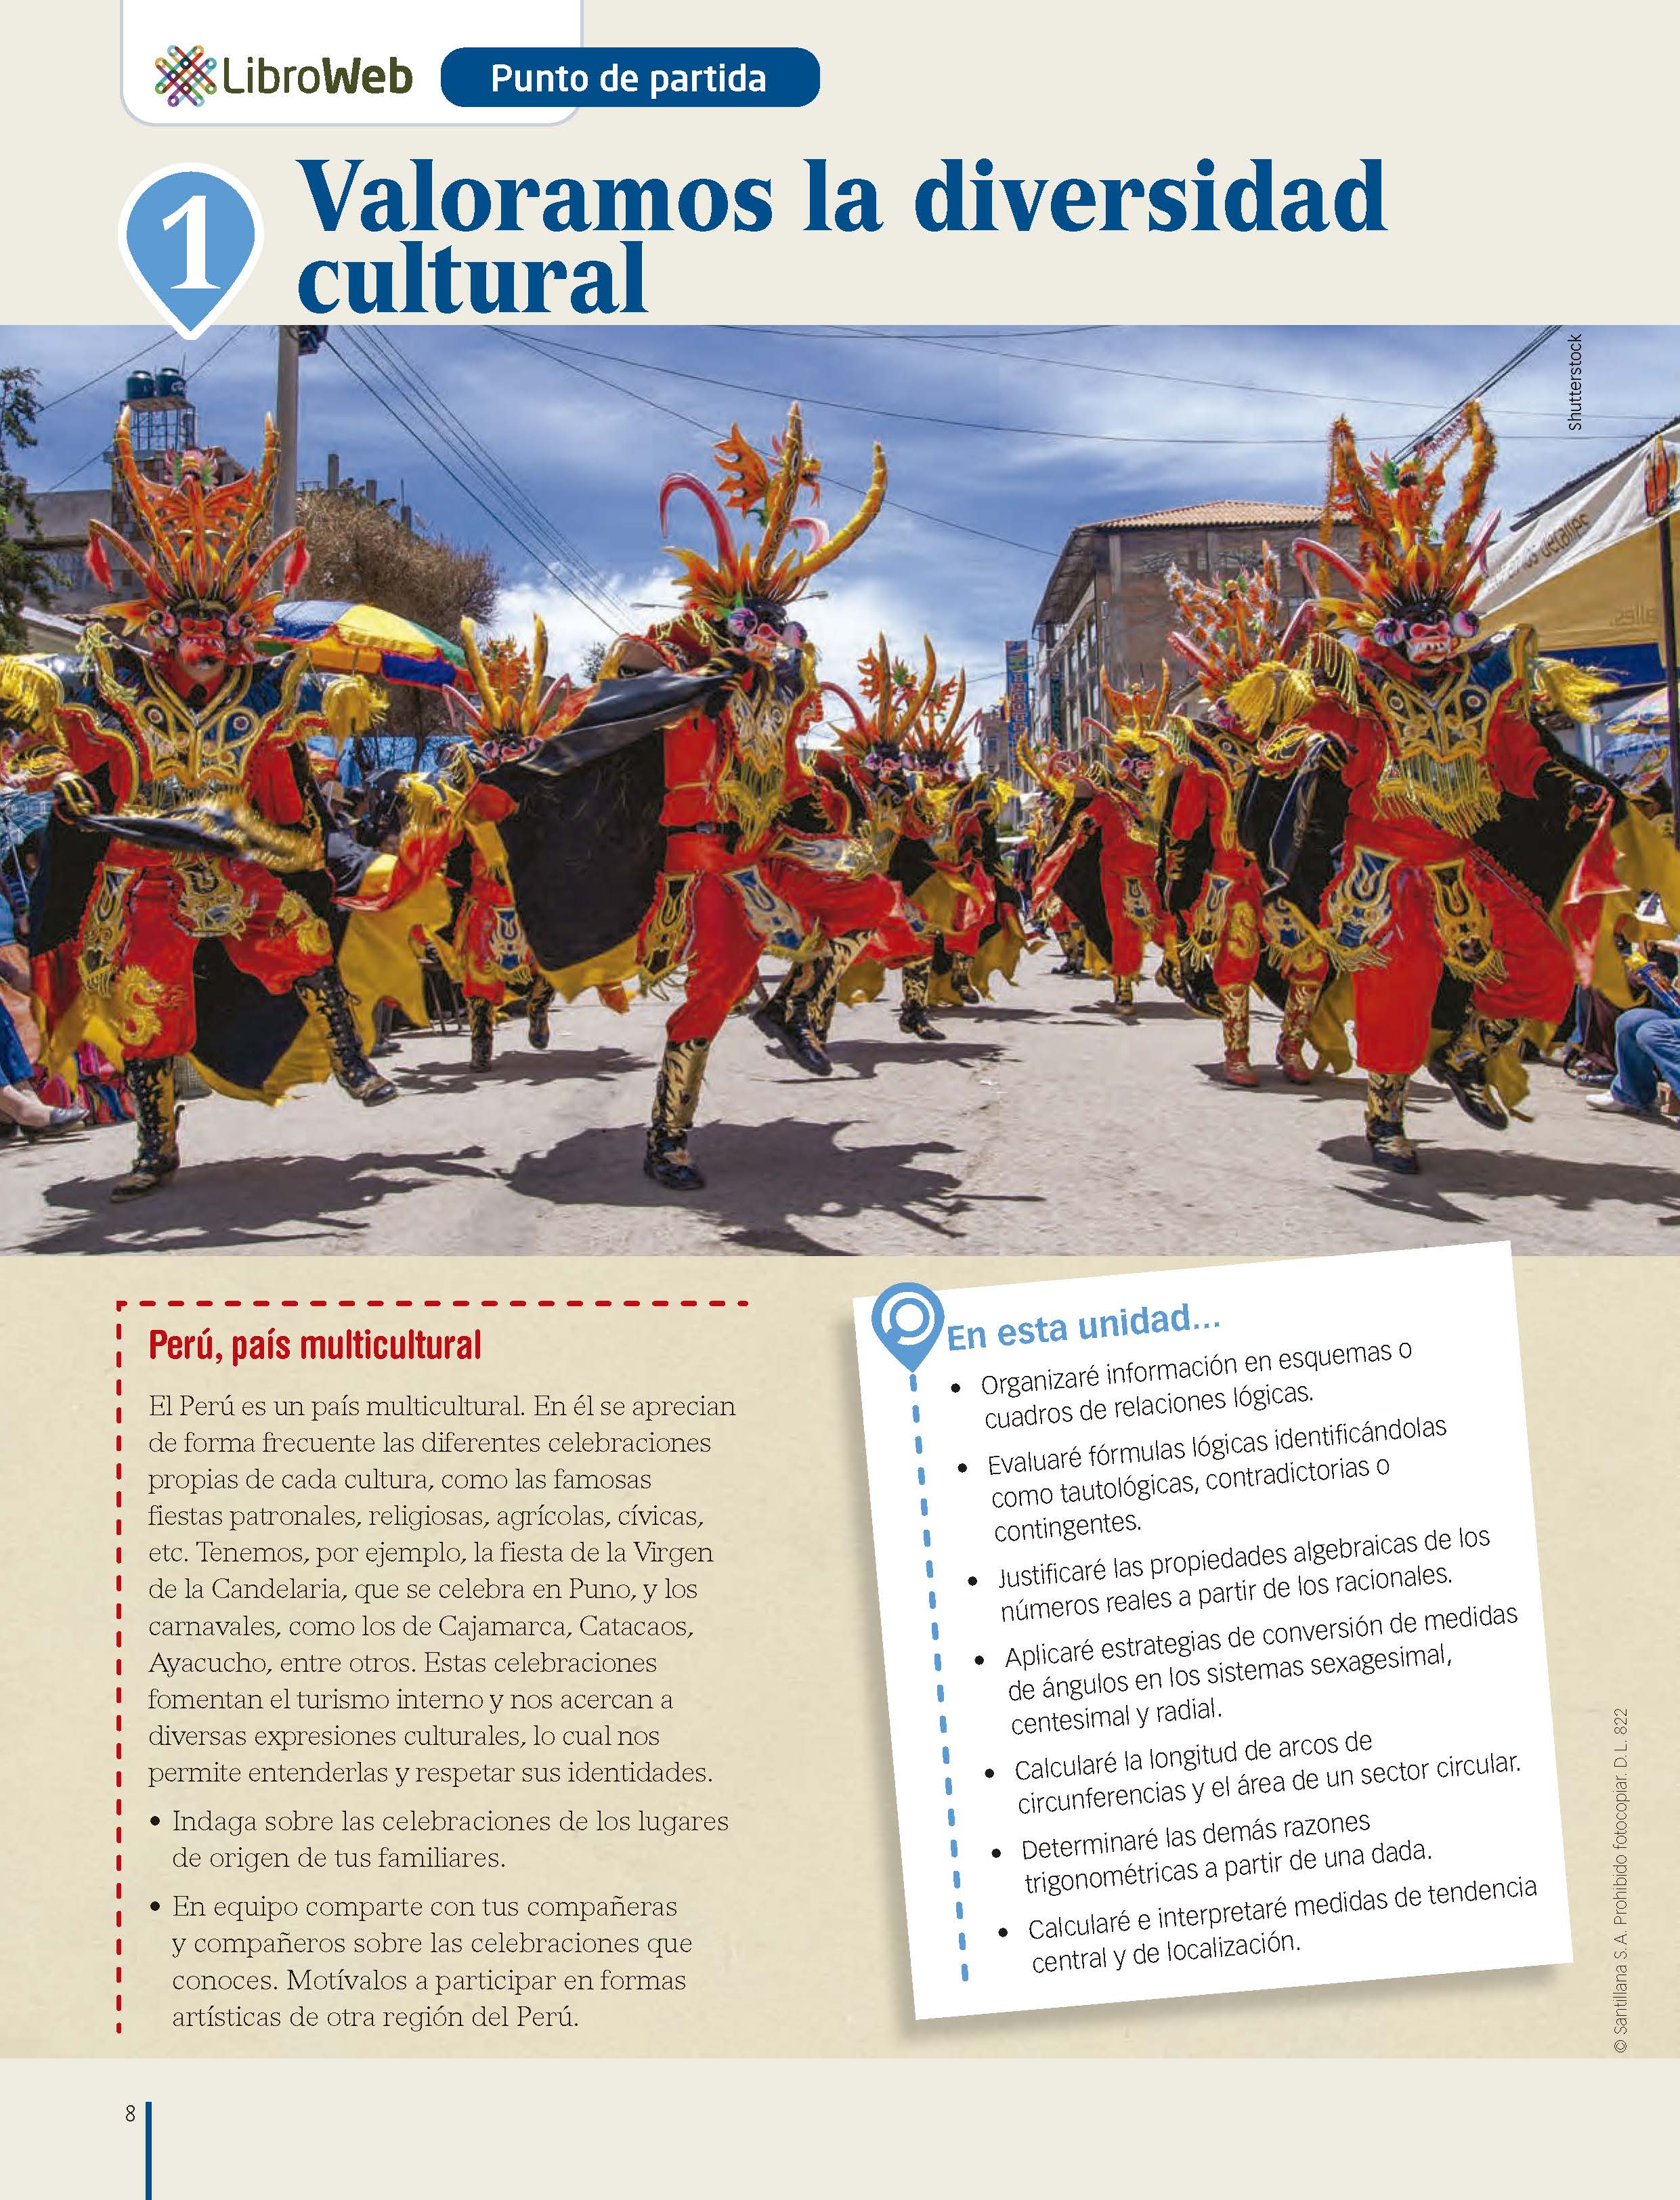 LibroWeb
Punto de partida
1
Valoramos la diversidad
cultural
Shutterstock
Perú, país multicultural
El Perú es un país multicultural. En él se aprecian
de forma frecuente las diferentes celebraciones
propias de cada cultura, como las famosas
fiestas patronales, religiosas, agrícolas, cívicas,
etc. Tenemos, por ejemplo, la fiesta de la Virgen
de la Candelaria, que se celebra en Puno, y los
carnavales, como los de Cajamarca, Catacaos,
Ayacucho, entre otros. Estas celebraciones
fomentan el turismo interno y nos acercan a
diversas expresiones culturales, lo cual nos
permite entenderlas y respetar sus identidades.
• Indaga sobre las celebraciones de los lugares
de origen de tus familiares.
• En equipo comparte con tus compañeras
y compañeros sobre las celebraciones que
conoces. Motívalos a participar en formas
artísticas de otra región del Perú.
En esta unidad...
• Organizaré información en esquemas o
cuadros de relaciones lógicas.
• Evaluaré fórmulas lógicas identificándolas
como tautológicas, contradictorias o
contingentes.
• Justificaré las propiedades algebraicas de los
números reales a partir de los racionales.
• Aplicaré estrategias de conversión de medidas
de ángulos en los sistemas sexagesimal,
centesimal y radial.
• Calcularé la longitud de arcos de
circunferencias y el área de un sector circular.
• Determinaré las demás razones
trigonométricas a partir de una dada.
• Calcularé e interpretaré medidas de tendencia
central y de localización.
© Santillana S. A. Prohibido fotocopiar. D. L. 822
8